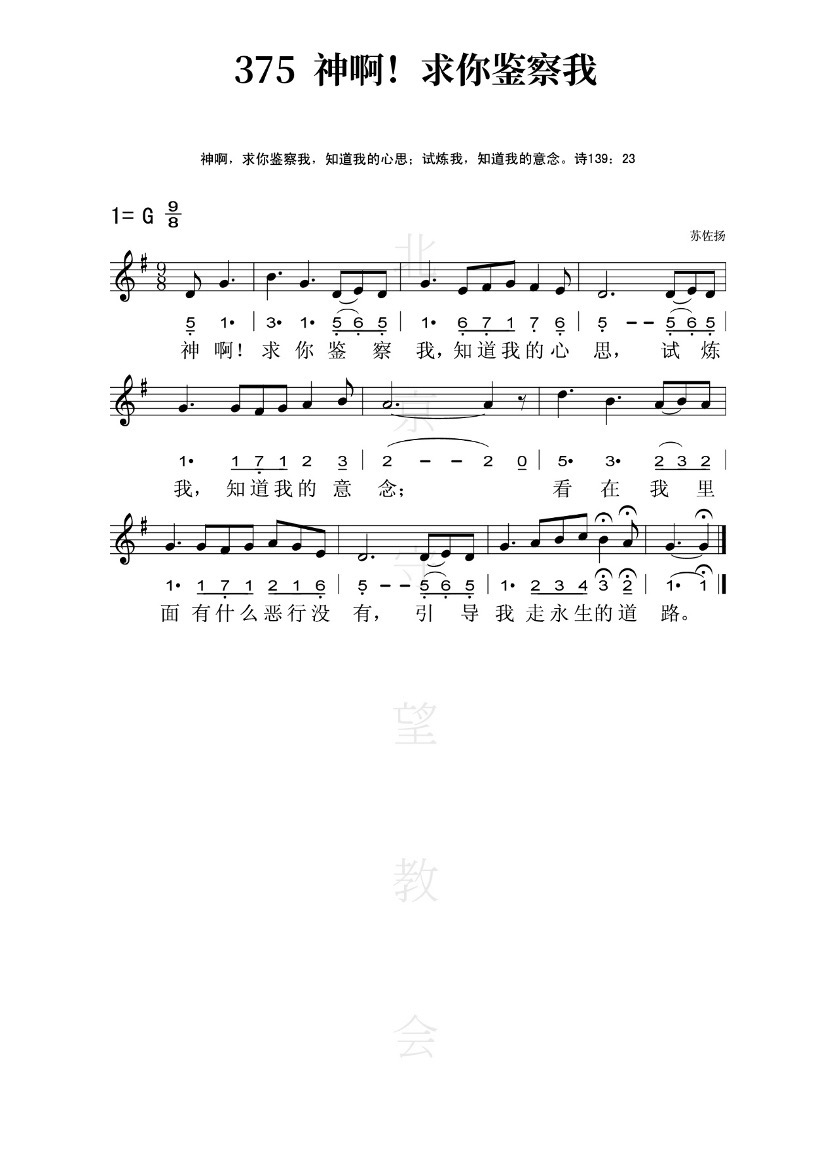 375 神啊！求你鉴察我
神啊，求你鉴察我，知道我的心思；试炼我，知道我的意念。诗139：23
1= G 9/8
苏佐扬
9/8
5 1• | 3• 1• 5 6 5 | 1• 6 7 1 7 6 | 5 - - 5 6 5 |
神 啊！ 求 你 鉴 察 我，知 道 我 的 心 思， 试 炼
1• 1 7 1 2 3 | 2 - - 2 0 | 5• 3• 2 3 2 |
我， 知 道 我 的 意 念； 看 在 我 里
1• 1 7 1 2 1 6 | 5 - - 5 6 5 | 1• 2 3 4 3 2 | 1• 1
面 有 什 么 恶 行 没 有， 引 导 我 走 永 生 的 道 路。
北
京
守
望
教
会